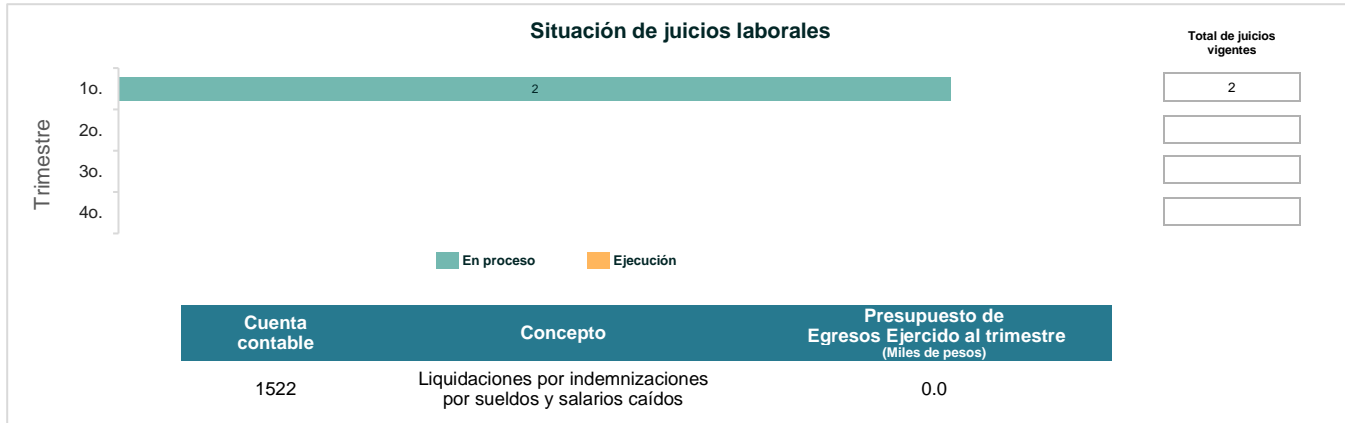 Situación de juicios laborales
Total de juicios
vigentes
Trimestre
1o.
2
2
2o.
3o.
4o.
En proceso
Ejecución
Cuenta
contable
Concepto
Presupuesto de
Egresos Ejercido al trimestre
(Miles de pesos)
1522
Liquidaciones por indemnizaciones
por sueldos y salarios caídos
0.0